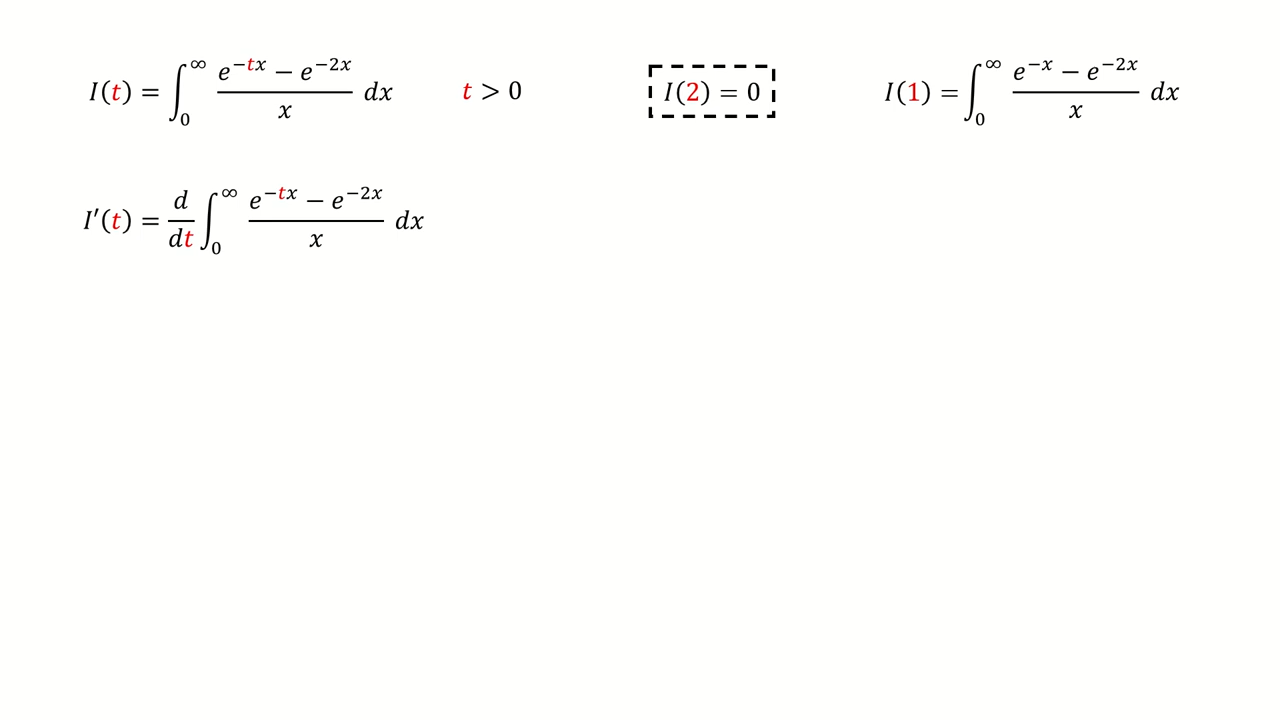 I(t) = ∫₀^∞ (e^{−tx} − e^{−2x})/x dx    t > 0    I(2) = 0    I(1) = ∫₀^∞ (e^{−x} − e^{−2x})/x dx
I′(t) = d/dt ∫₀^∞ (e^{−tx} − e^{−2x})/x dx